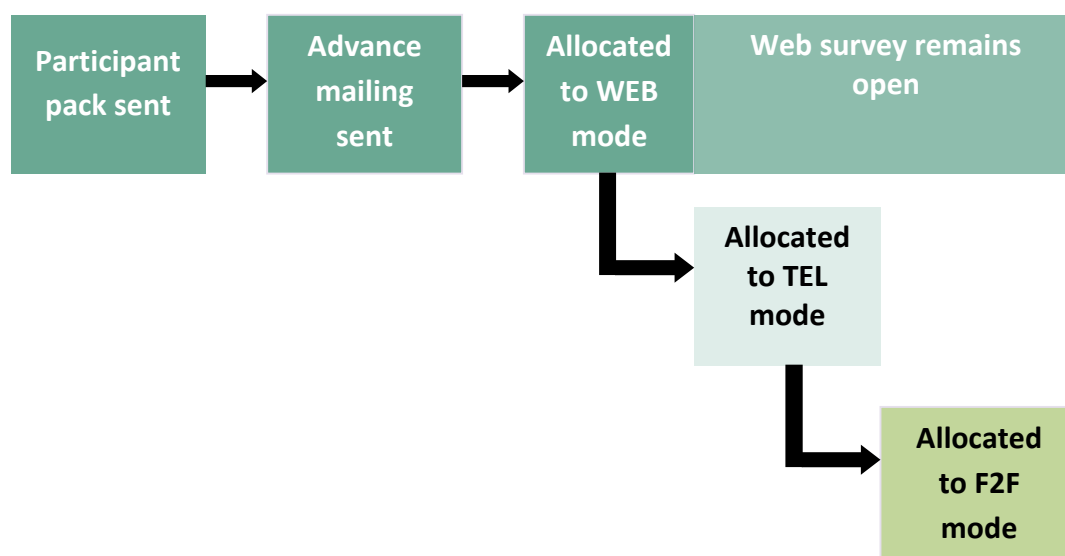 Participant
pack sent
Advance
mailing
sent
Allocated
to WEB
mode
Web survey remains
open
Allocated
to TEL
mode
Allocated
to F2F
mode